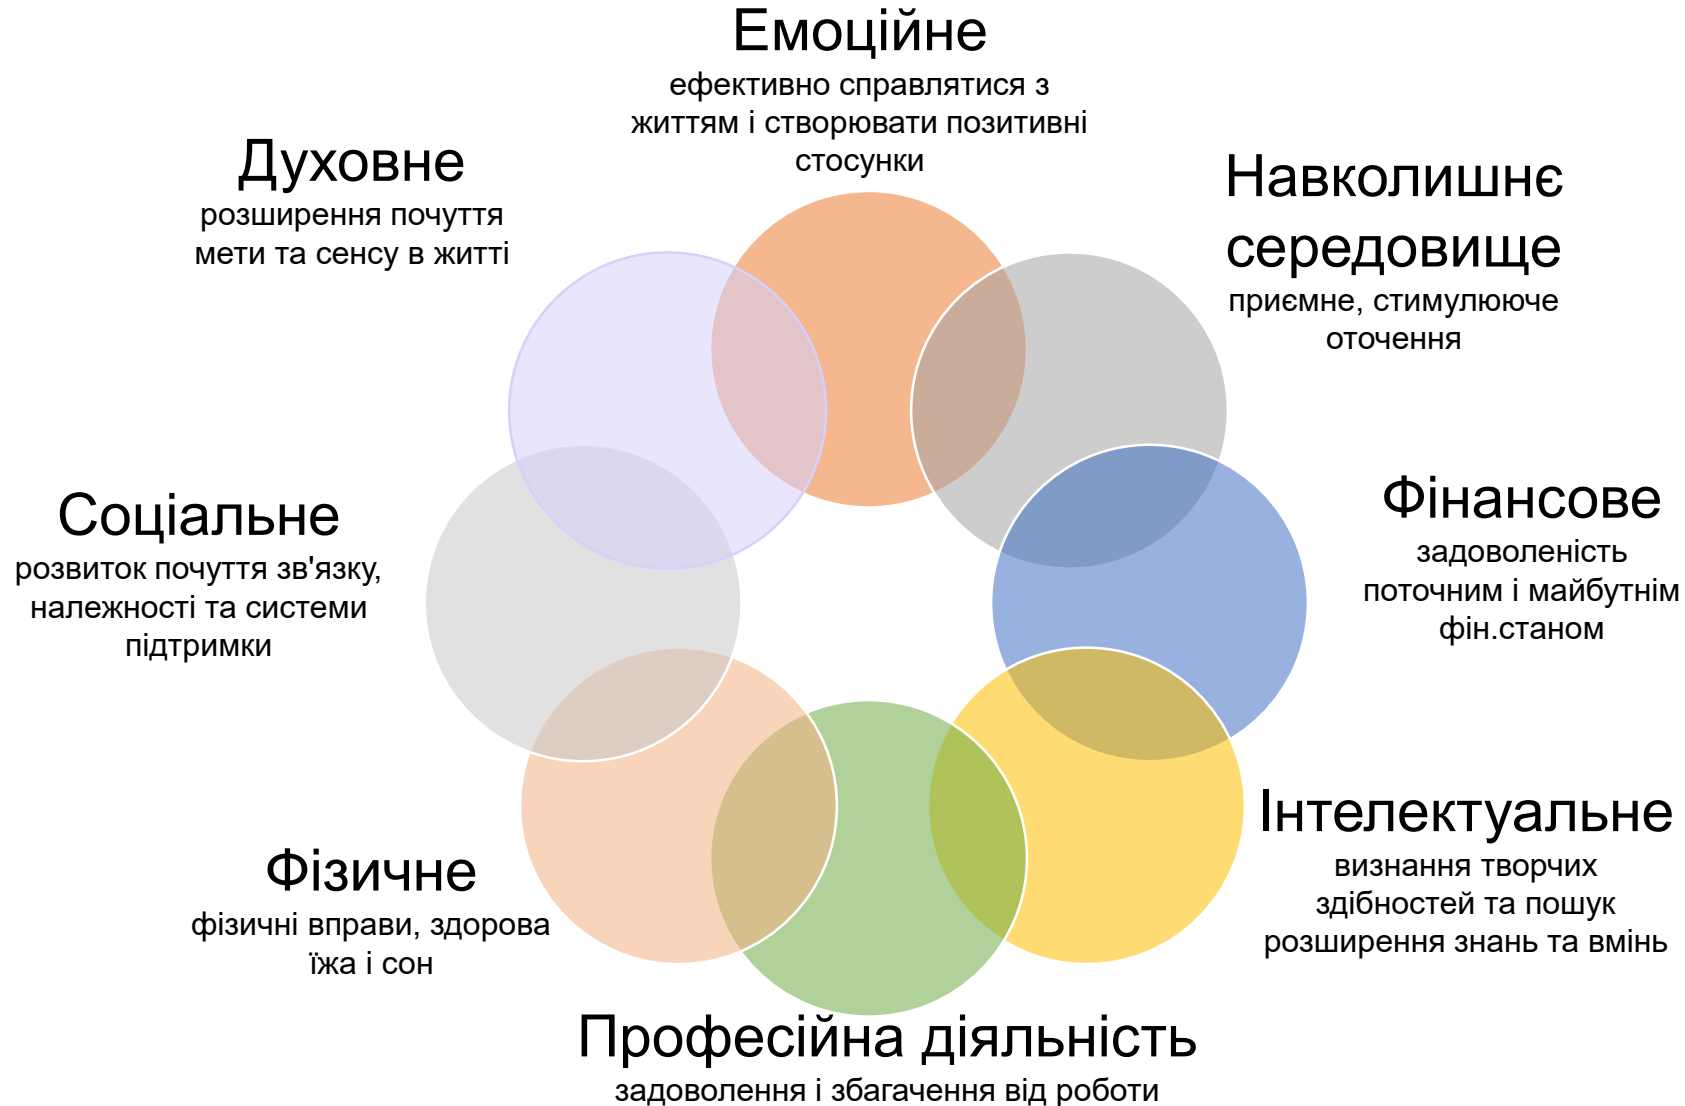 Емоційне
ефективно справлятися з
життям і створювати позитивні
стосунки
Навколишнє
середовище
приємне, стимулююче
оточення
Фінансове
задоволеність
поточним і майбутнім
фін.станом
Інтелектуальне
визнання творчих
здібностей та пошук
розширення знань та вмінь
Професійна діяльність
задоволення і збагачення від роботи
Фізичне
фізичні вправи, здорова
їжа і сон
Соціальне
розвиток почуття зв'язку,
належності та системи
підтримки
Духовне
розширення почуття
мети та сенсу в житті